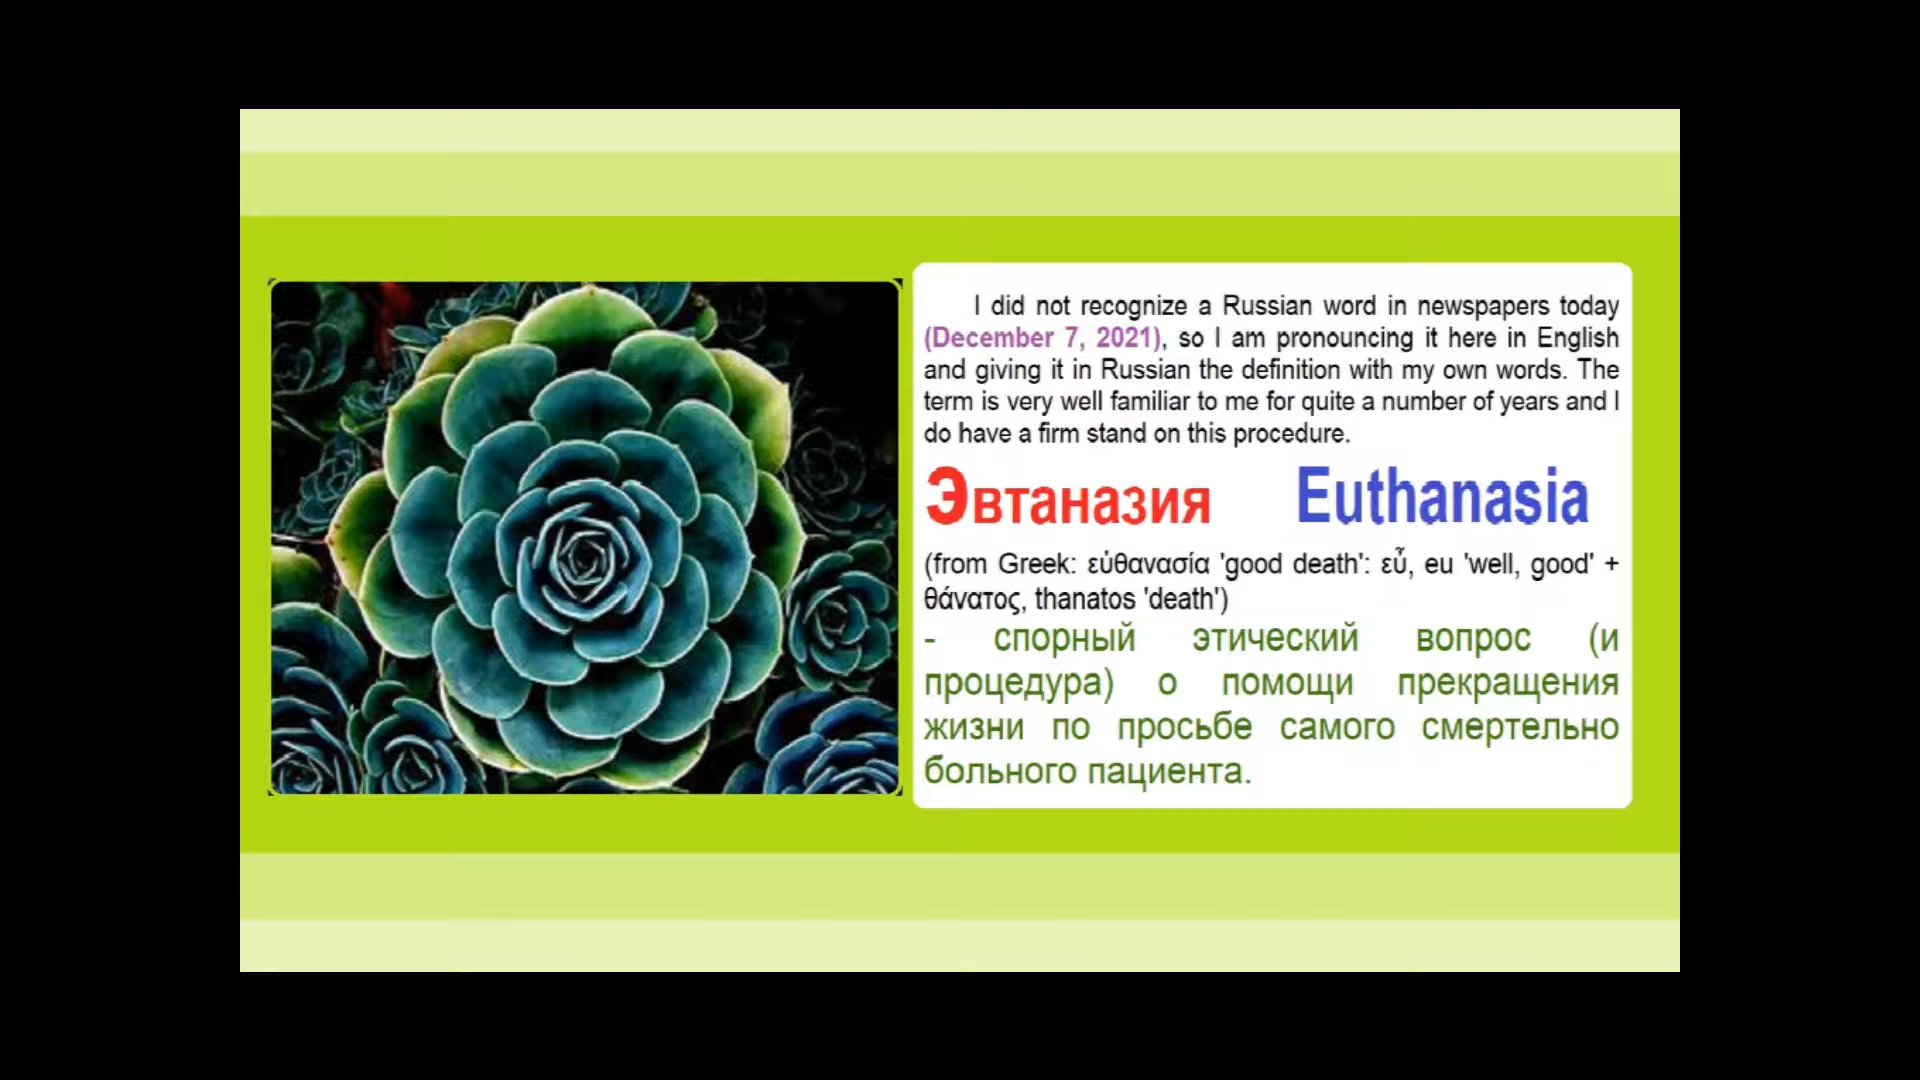 I did not recognize a Russian word in newspapers today
(December 7, 2021), so I am pronouncing it here in English
and giving it in Russian the definition with my own words. The
term is very well familiar to me for quite a number of years and I
do have a firm stand on this procedure.
Эвтаназия Euthanasia
(from Greek: εὐθανασία 'good death': εὖ, eu 'well, good' +
θάνατος, thanatos 'death')
- спорный этический вопрос (и
процедура) о помощи прекращения
жизни по просьбе самого смертельно
больного пациента.